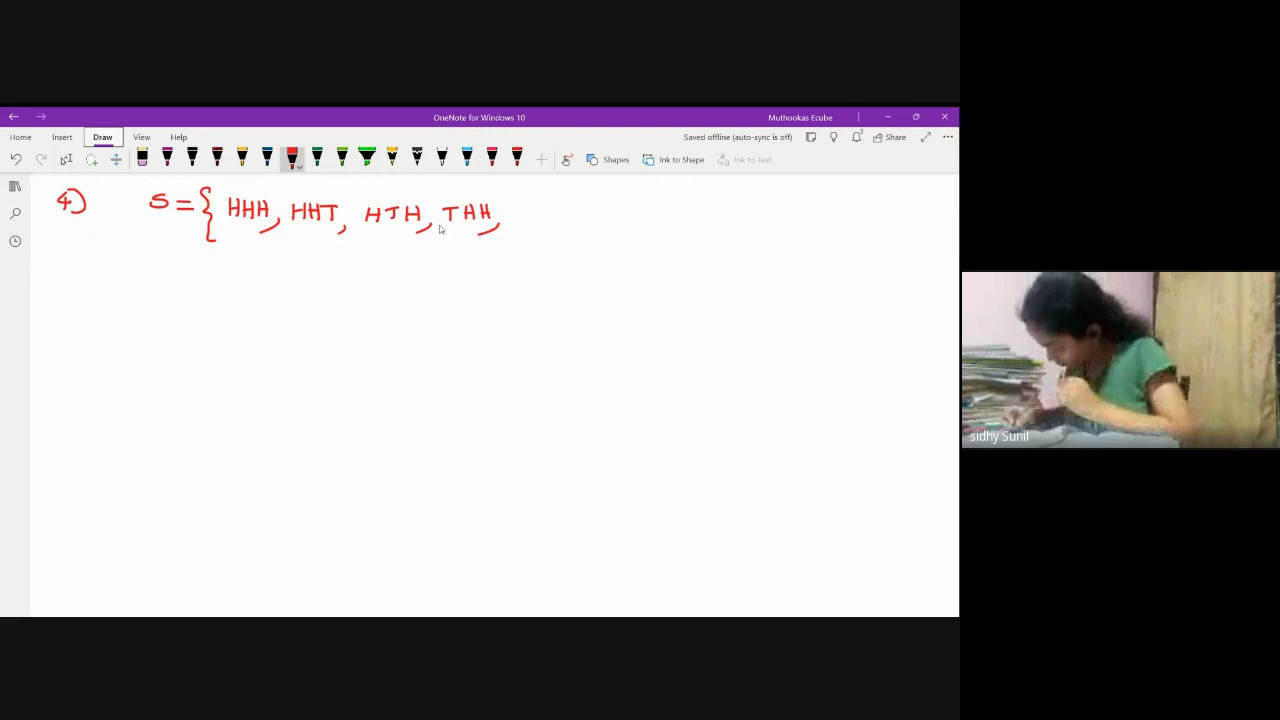 OneNote for Windows 10
Muthookas Ecube
Home Insert Draw View Help
Saved offline (auto-sync is off)
3
Share
Shapes
Ink to Shape
Ink to Text
4) S = { HHH, HHT, HTH, THH,
sidhy Sunil